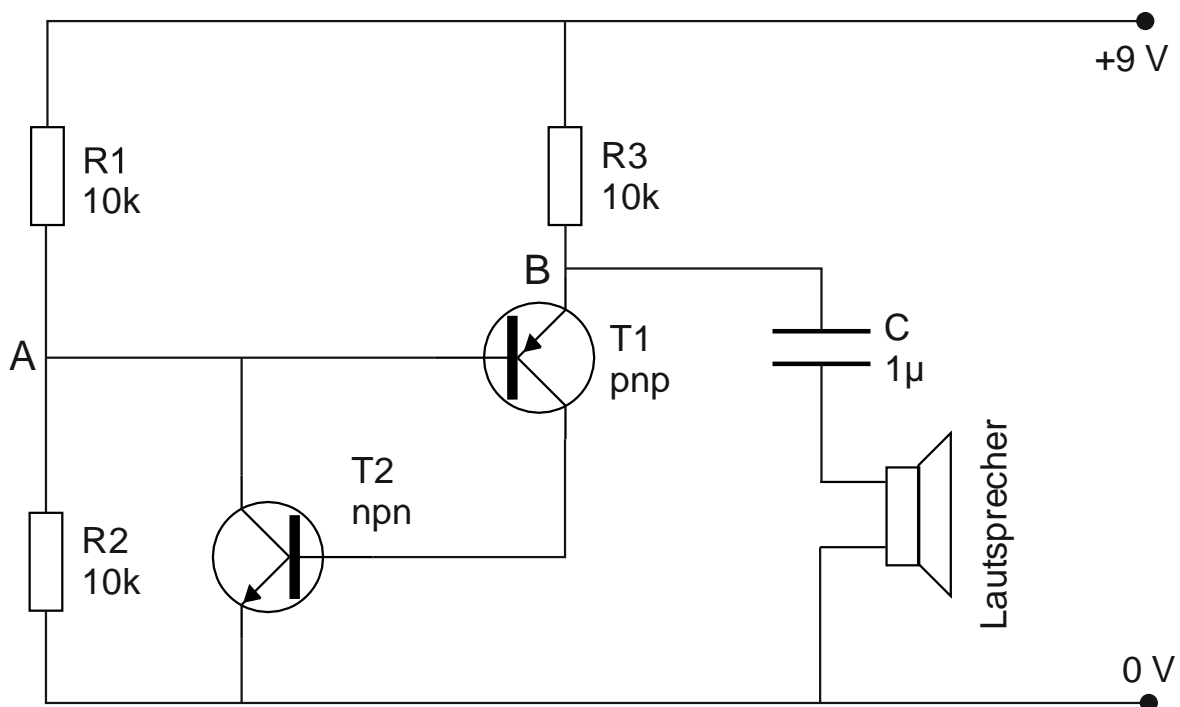 +9 V
R1
10k
R3
10k
B
A
T1
pnp
C
1µ
T2
npn
R2
10k
Lautsprecher
0 V